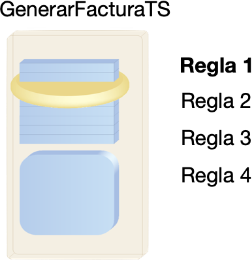 GenerarFacturaTS
Regla 1
Regla 2
Regla 3
Regla 4